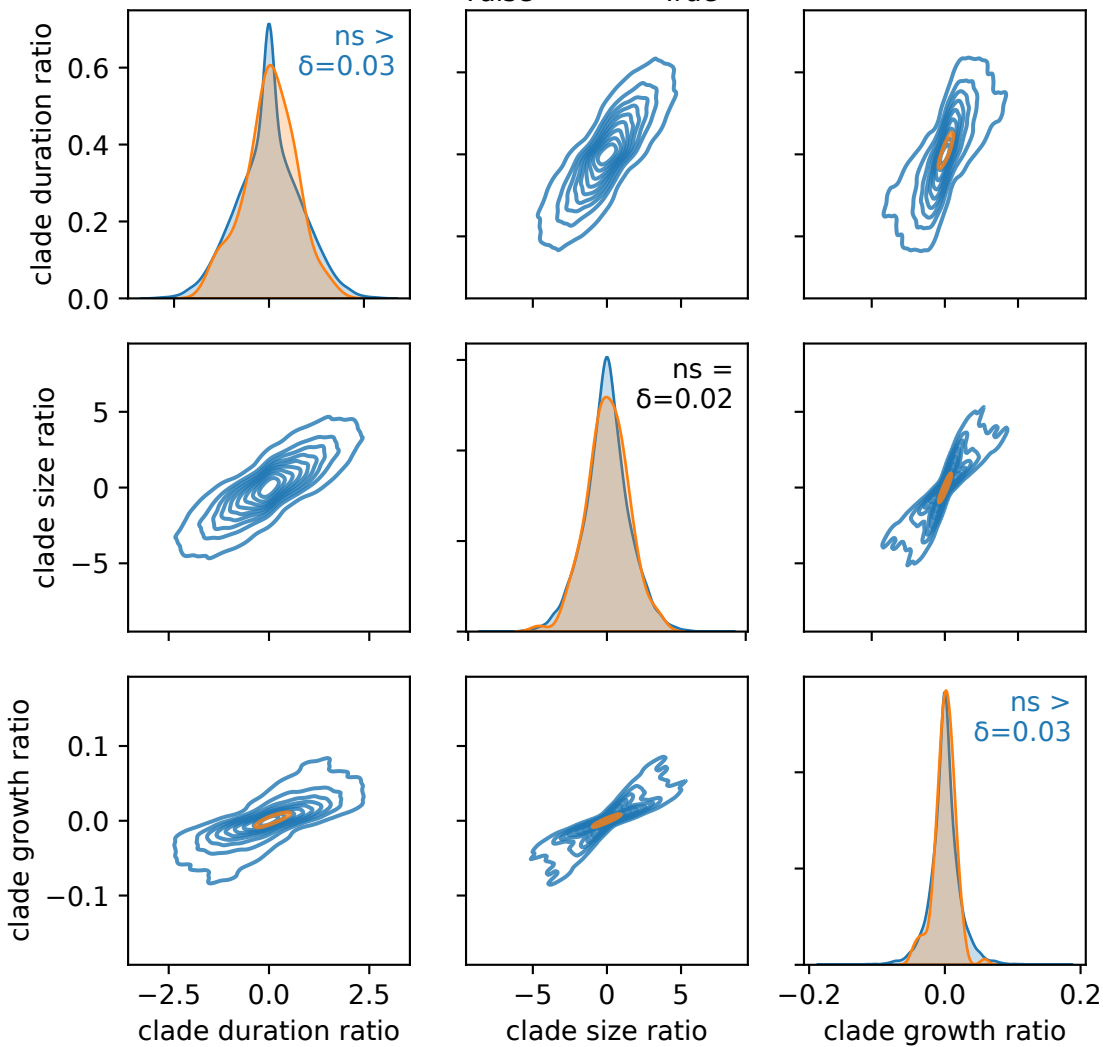 clade duration ratio
0.6
0.4
0.2
0.0
ns >
δ=0.03
clade size ratio
5
0
−5
ns =
δ=0.02
clade growth ratio
0.1
0.0
−0.1
ns >
δ=0.03
−2.5 0.0 2.5
−5 0 5
−0.2 0.0 0.2
clade duration ratio
clade size ratio
clade growth ratio